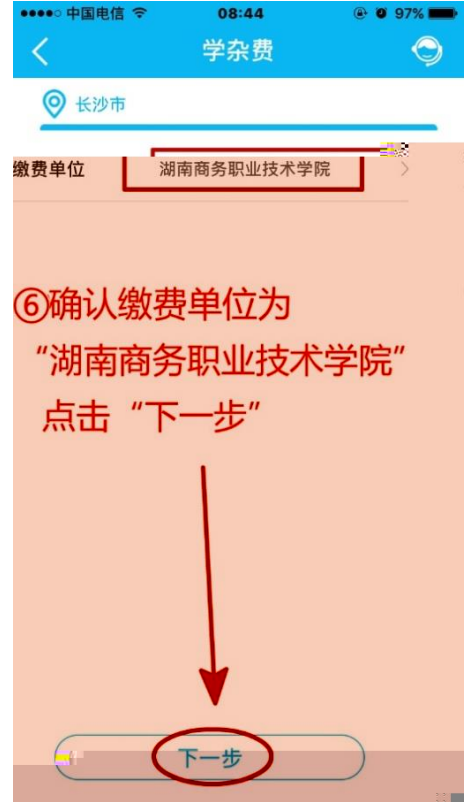 中国电信 08:44 97%
学杂费
长沙市
缴费单位 湖南商务职业技术学院
⑥确认缴费单位为
“湖南商务职业技术学院”
点击“下一步”
下一步